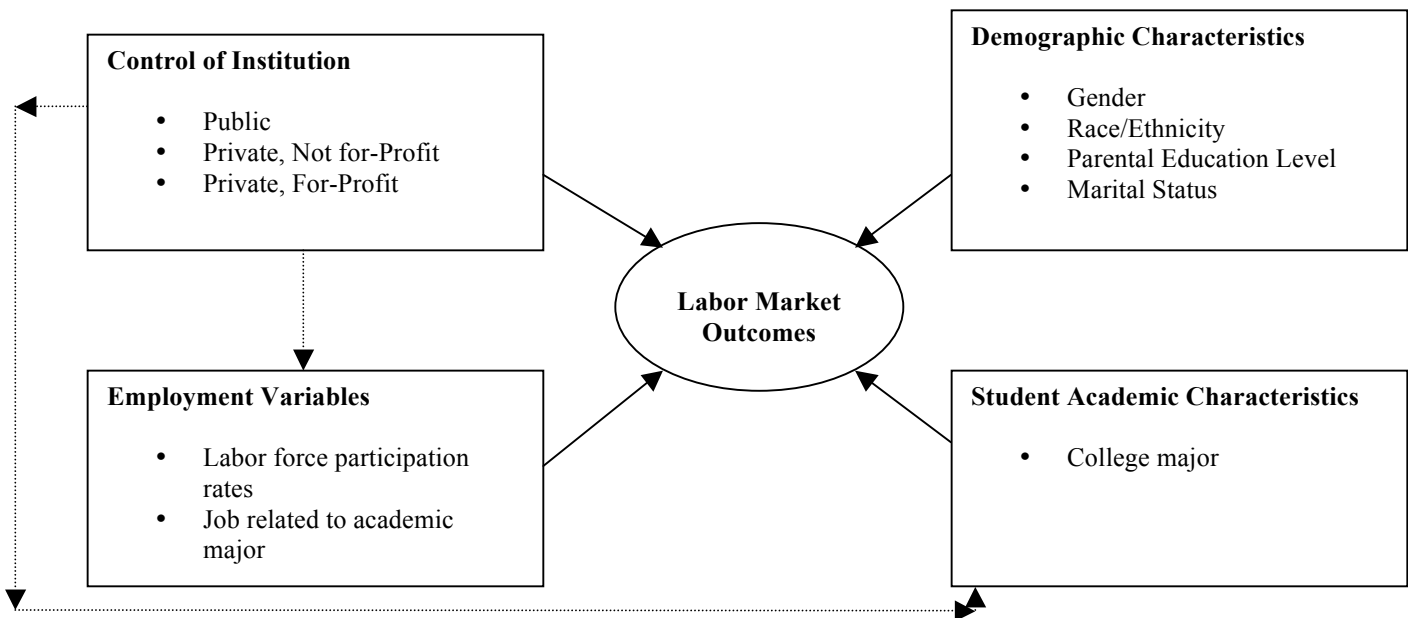 Control of Institution
• Public
• Private, Not for-Profit
• Private, For-Profit
Demographic Characteristics
• Gender
• Race/Ethnicity
• Parental Education Level
• Marital Status
Labor Market
Outcomes
Employment Variables
• Labor force participation
rates
• Job related to academic
major
Student Academic Characteristics
• College major